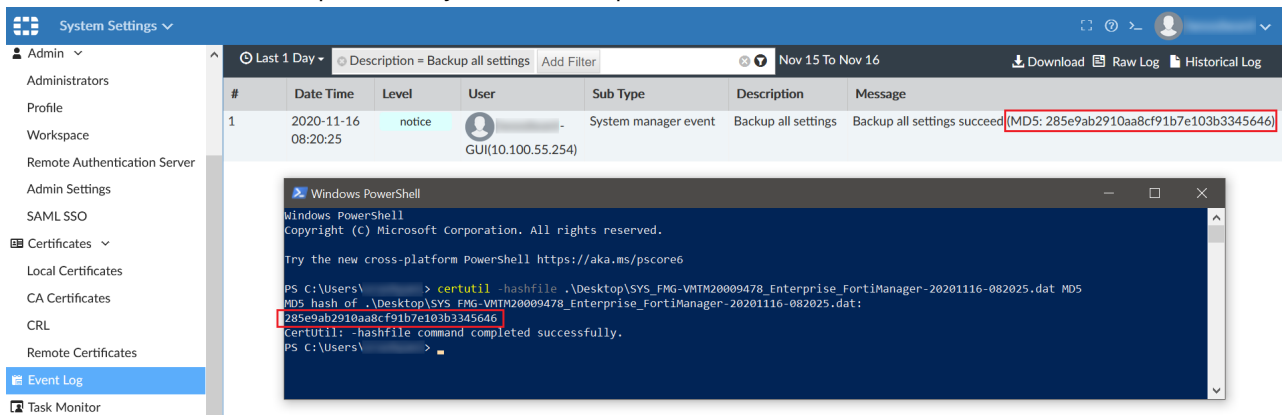 System Settings
Admin
Administrators
Profile
Workspace
Remote Authentication Server
Admin Settings
SAML SSO
Certificates
Local Certificates
CA Certificates
CRL
Remote Certificates
Event Log
Task Monitor
Last 1 Day Description = Backup all settings Add Filter Nov 15 To Nov 16 Download Raw Log Historical Log
# Date Time Level User Sub Type Description Message
1 2020-11-16 notice - System manager event Backup all settings Backup all settings succeed (MD5: 285e9ab2910aa8cf91b7e103b3345646)
08:20:25 GUI(10.100.55.254)
Windows PowerShell
Windows PowerShell
Copyright (C) Microsoft Corporation. All rights reserved.
Try the new cross-platform PowerShell https://aka.ms/pscore6
PS C:\Users\ > certutil -hashfile .\Desktop\SYS_FMG-VMTM20009478_Enterprise_FortiManager-20201116-082025.dat MD5
MD5 hash of .\Desktop\SYS_FMG-VMTM20009478_Enterprise_FortiManager-20201116-082025.dat:
285e9ab2910aa8cf91b7e103b3345646
CertUtil: -hashfile command completed successfully.
PS C:\Users\ >